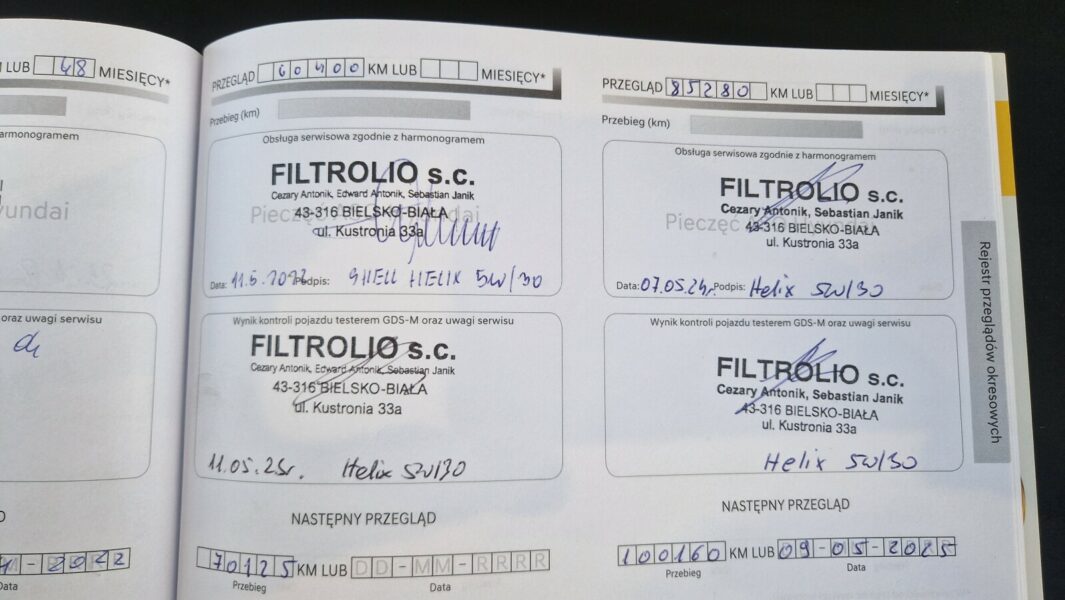 LUB 48 MIESIĘCY*
harmonogramem
yundai
oraz uwagi serwisu
2022
Data
PRZEGLĄD 60400 KM LUB MIESIĘCY*
Przebieg (km)
Obsługa serwisowa zgodnie z harmonogramem
FILTROLIO s.c.
Cezary Antonik, Edward Antonik, Sebastian Janik
43-316 BIELSKO-BIAŁA
ul. Kustronia 33a
Data: 11.5. Podpis: SHELL HELIX 5W/30
Wynik kontroli pojazdu testerem GDS-M oraz uwagi serwisu
FILTROLIO s.c.
Cezary Antonik, Edward Antonik, Sebastian Janik
43-316 BIELSKO-BIAŁA
ul. Kustronia 33a
11.05.23r. Helix 5W/30
NASTĘPNY PRZEGLĄD
70125 KM LUB DD-MM-RRRR
Przebieg Data
PRZEGLĄD 85280 KM LUB MIESIĘCY*
Przebieg (km)
Obsługa serwisowa zgodnie z harmonogramem
FILTROLIO s.c.
Cezary Antonik, Sebastian Janik
Pieczęć
43-316 BIELSKO-BIAŁA
ul. Kustronia 33a
Data: 07.05.24r. Podpis: Helix 5W/30
Wynik kontroli pojazdu testerem GDS-M oraz uwagi serwisu
FILTROLIO s.c.
Cezary Antonik, Sebastian Janik
43-316 BIELSKO-BIAŁA
ul. Kustronia 33a
Helix 5W/30
NASTĘPNY PRZEGLĄD
100160 KM LUB 09-05-2025
Przebieg Data
Rejestr przeglądów okresowych